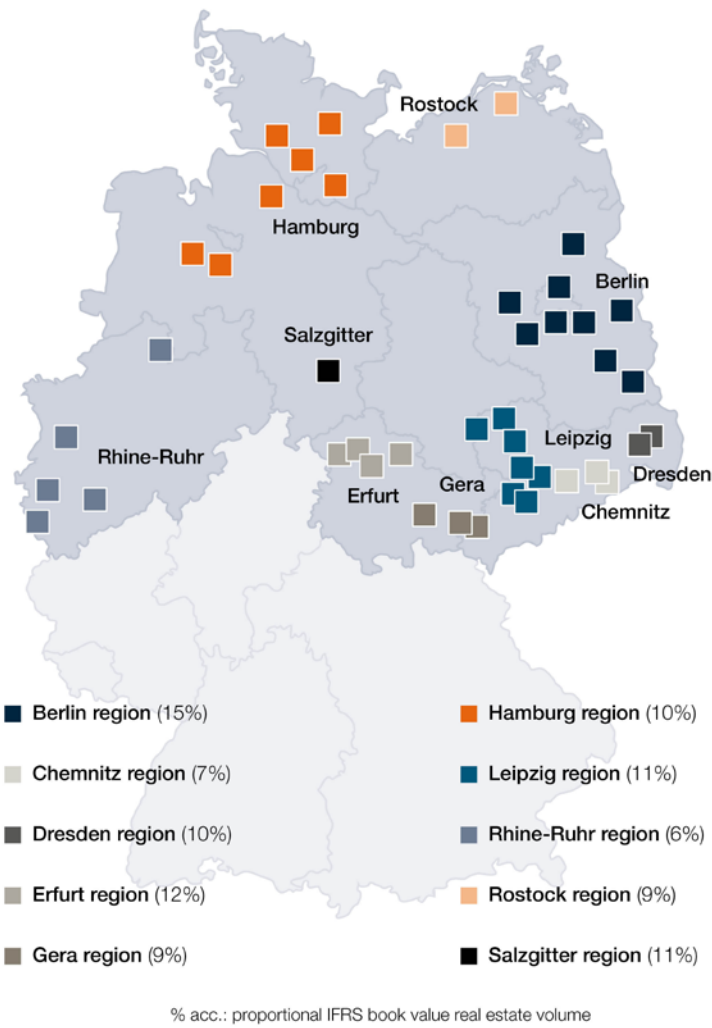 Rostock
Hamburg
Berlin
Salzgitter
Leipzig
Rhine-Ruhr
Dresden
Erfurt
Gera
Chemnitz
Berlin region (15%)
Hamburg region (10%)
Chemnitz region (7%)
Leipzig region (11%)
Dresden region (10%)
Rhine-Ruhr region (6%)
Erfurt region (12%)
Rostock region (9%)
Gera region (9%)
Salzgitter region (11%)
% acc.: proportional IFRS book value real estate volume